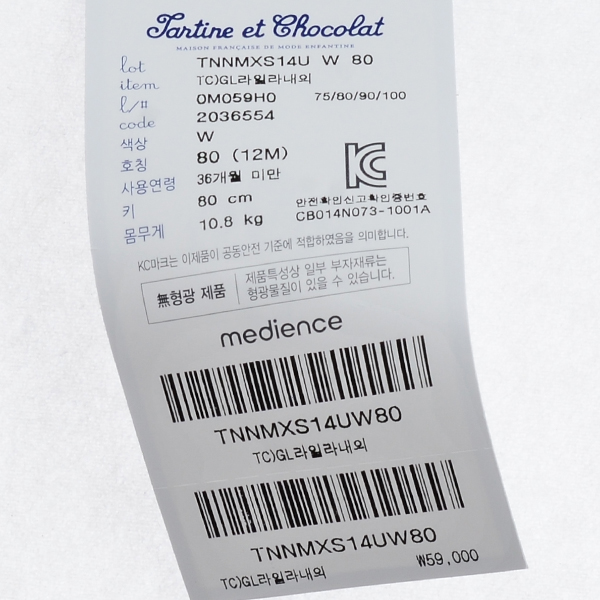 Tartine et Chocolat
MAISON FRANÇAISE DE MODE ENFANTINE
lot TNNMXS14U W 80
item TC)GL라일라내의
l/# 0M059H0 75/80/90/100
code 2036554
색상 W
호칭 80 (12M)
사용연령 36개월 미만
키 80 cm
몸무게 10.8 kg
KC
안전확인신고확인증번호
CB014N073-1001A
KC마크는 이제품이 공동안전 기준에 적합하였음을 의미합니다.
無형광 제품
제품특성상 일부 부자재류는
형광물질이 있을 수 있습니다.
medience
TNNMXS14UW80
TC)GL라일라내의
TNNMXS14UW80
TC)GL라일라내의 ₩59,000